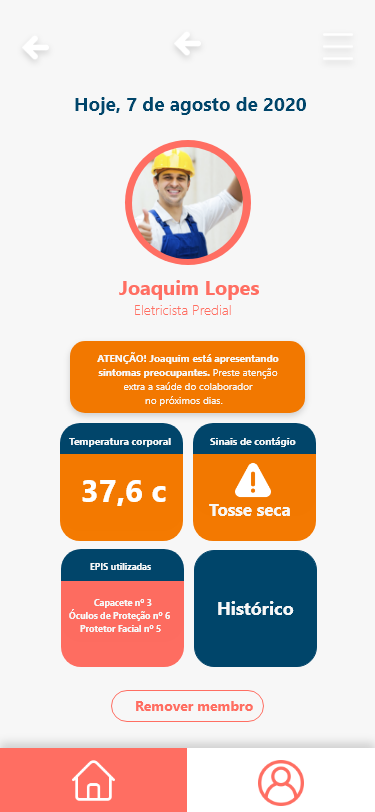 Hoje, 7 de agosto de 2020
Joaquim Lopes
Eletricista Predial
ATENÇÃO! Joaquim está apresentando
sintomas preocupantes. Preste atenção
extra a saúde do colaborador
no próximos dias.
Temperatura corporal
37,6 c
Sinais de contágio
Tosse seca
EPIS utilizadas
Capacete nº 3
Óculos de Proteção nº 6
Protetor Facial nº 5
Histórico
Remover membro